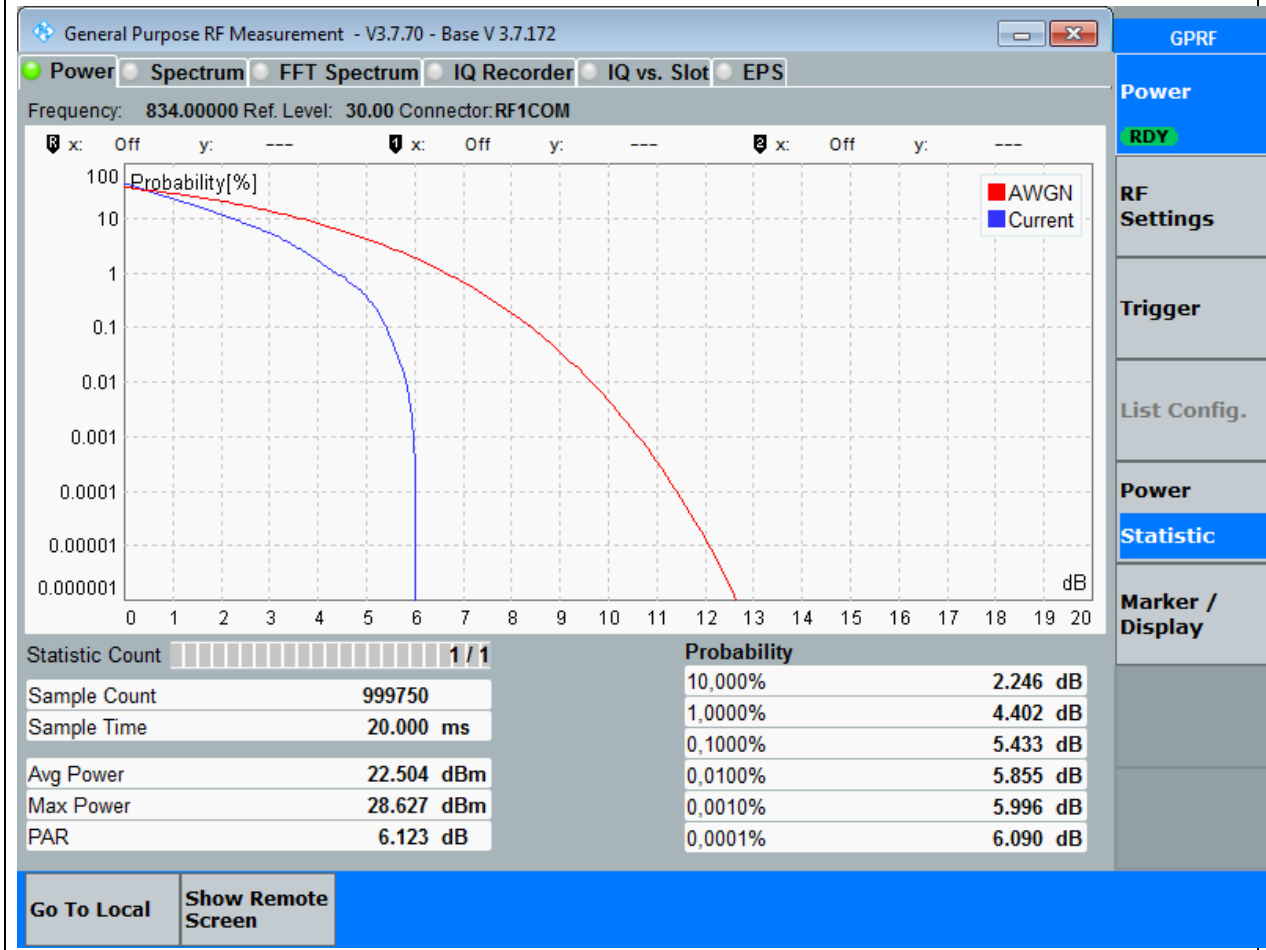 General Purpose RF Measurement - V3.7.70 - Base V 3.7.172
GPRF
Power Spectrum FFT Spectrum IQ Recorder IQ vs. Slot EPS
Power
RDY
Frequency: 834.00000 Ref. Level: 30.00 Connector:RF1COM
R x: Off y: --- 1 x: Off y: --- 2 x: Off y: ---
Probability[%]
AWGN
Current
100
10
1
0.1
0.01
0.001
0.0001
0.00001
0.000001
dB
0 1 2 3 4 5 6 7 8 9 10 11 12 13 14 15 16 17 18 19 20
RF
Settings
Trigger
List Config.
Power
Statistic
Marker /
Display
Statistic Count 1 / 1
Sample Count 999750
Sample Time 20.000 ms
Avg Power 22.504 dBm
Max Power 28.627 dBm
PAR 6.123 dB
Probability
10,000% 2.246 dB
1,0000% 4.402 dB
0,1000% 5.433 dB
0,0100% 5.855 dB
0,0010% 5.996 dB
0,0001% 6.090 dB
Go To Local
Show Remote
Screen